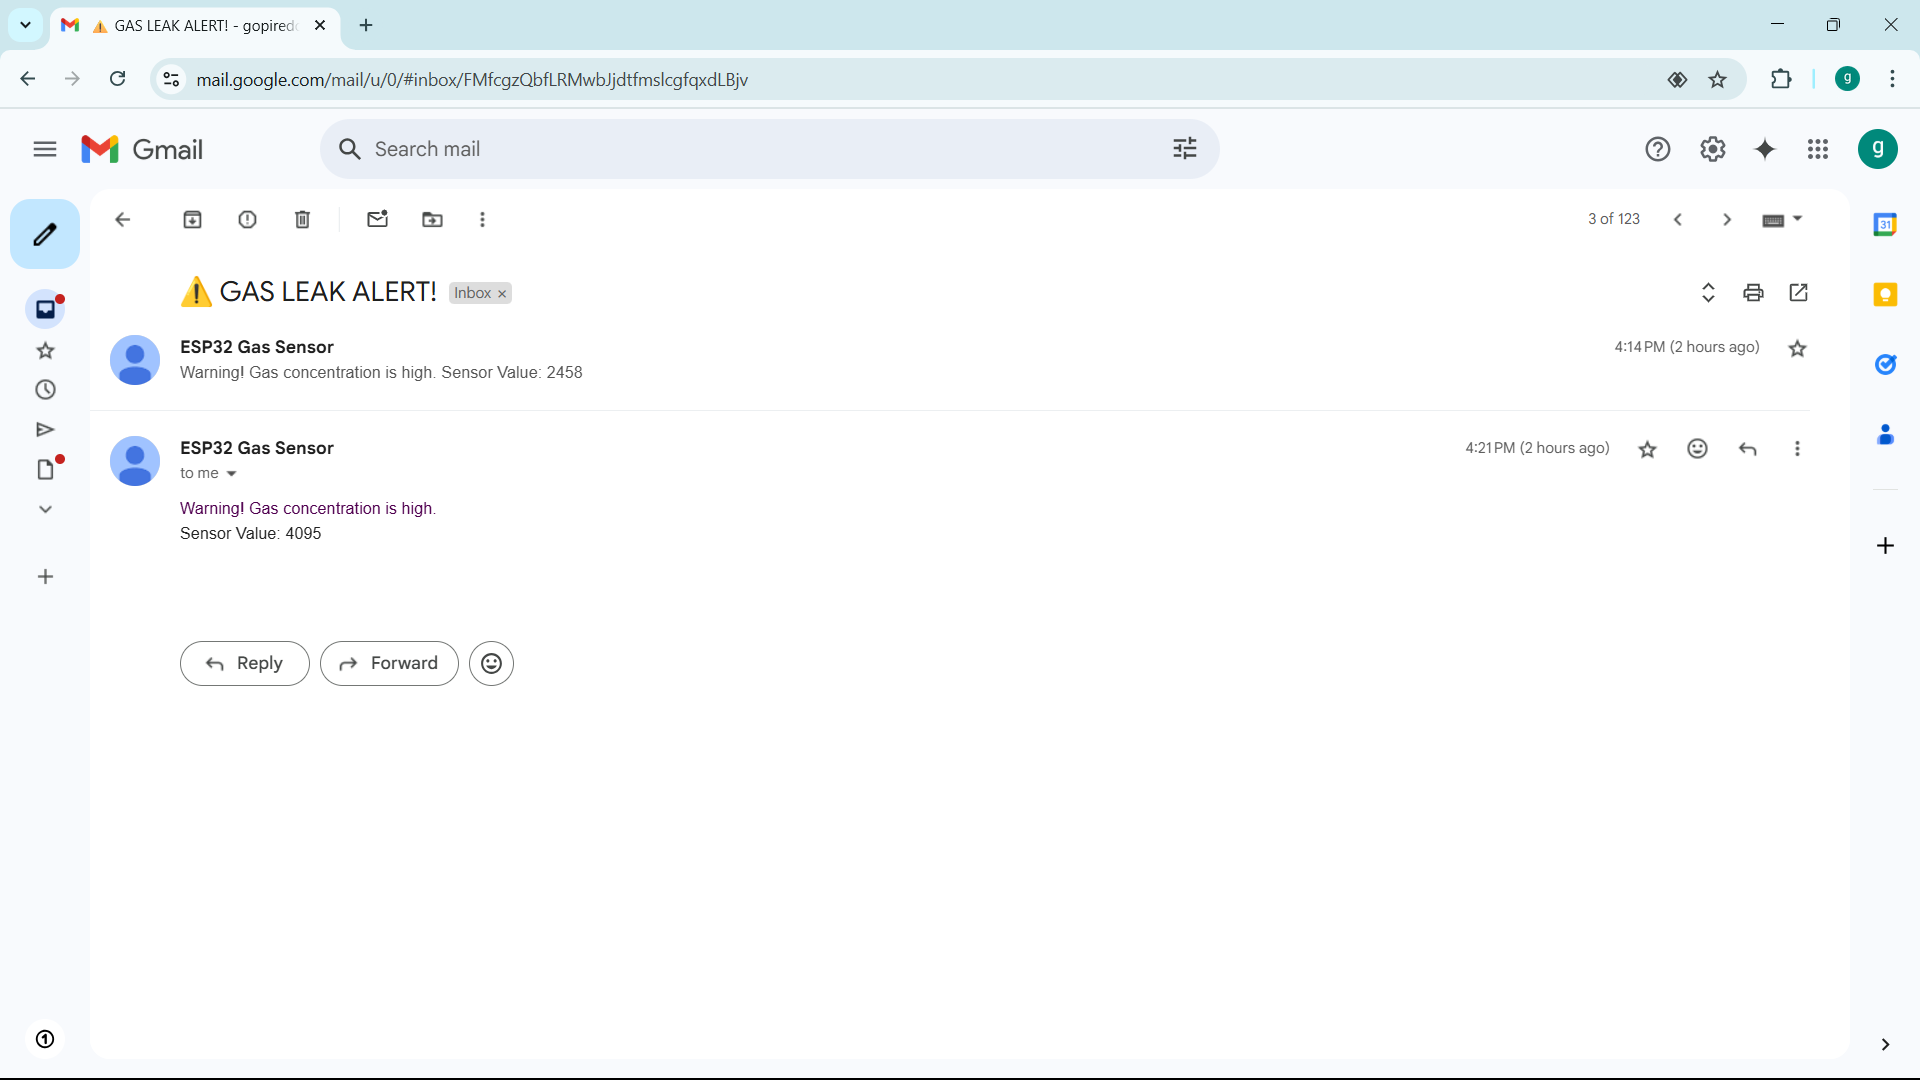 ⚠️ GAS LEAK ALERT! - gopired
mail.google.com/mail/u/0/#inbox/FMfcgzQbfLRMwbJjdtfmslcgfqxdLBjv
g
Gmail
Search mail
g
3 of 123
31
⚠️ GAS LEAK ALERT! Inbox ×
ESP32 Gas Sensor
4:14 PM (2 hours ago)
Warning! Gas concentration is high. Sensor Value: 2458
ESP32 Gas Sensor
4:21 PM (2 hours ago)
to me
Warning! Gas concentration is high.
Sensor Value: 4095
Reply
Forward
1